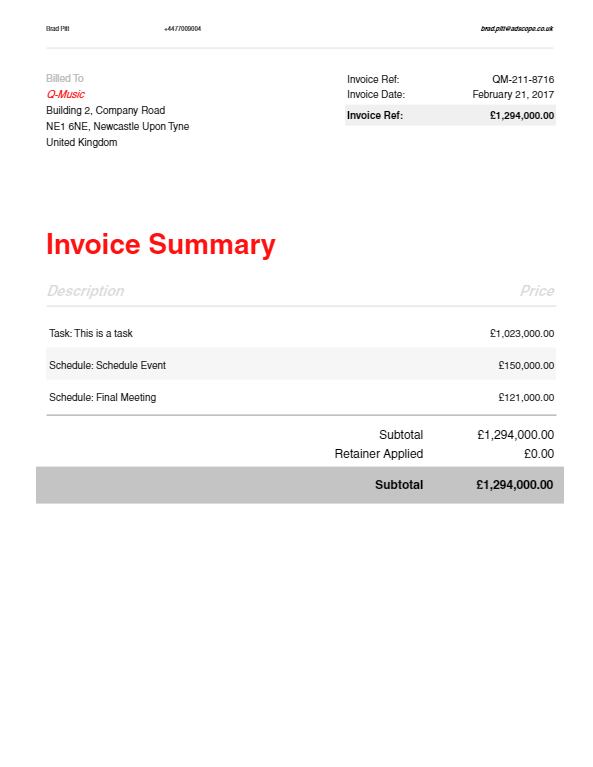 Brad Pitt +4477009004 brad.pitt@adscope.co.uk
Billed To
Q-Music
Building 2, Company Road
NE1 6NE, Newcastle Upon Tyne
United Kingdom
Invoice Ref: QM-211-8716
Invoice Date: February 21, 2017
Invoice Ref: £1,294,000.00
Invoice Summary
Description Price
Task: This is a task £1,023,000.00
Schedule: Schedule Event £150,000.00
Schedule: Final Meeting £121,000.00
Subtotal £1,294,000.00
Retainer Applied £0.00
Subtotal £1,294,000.00